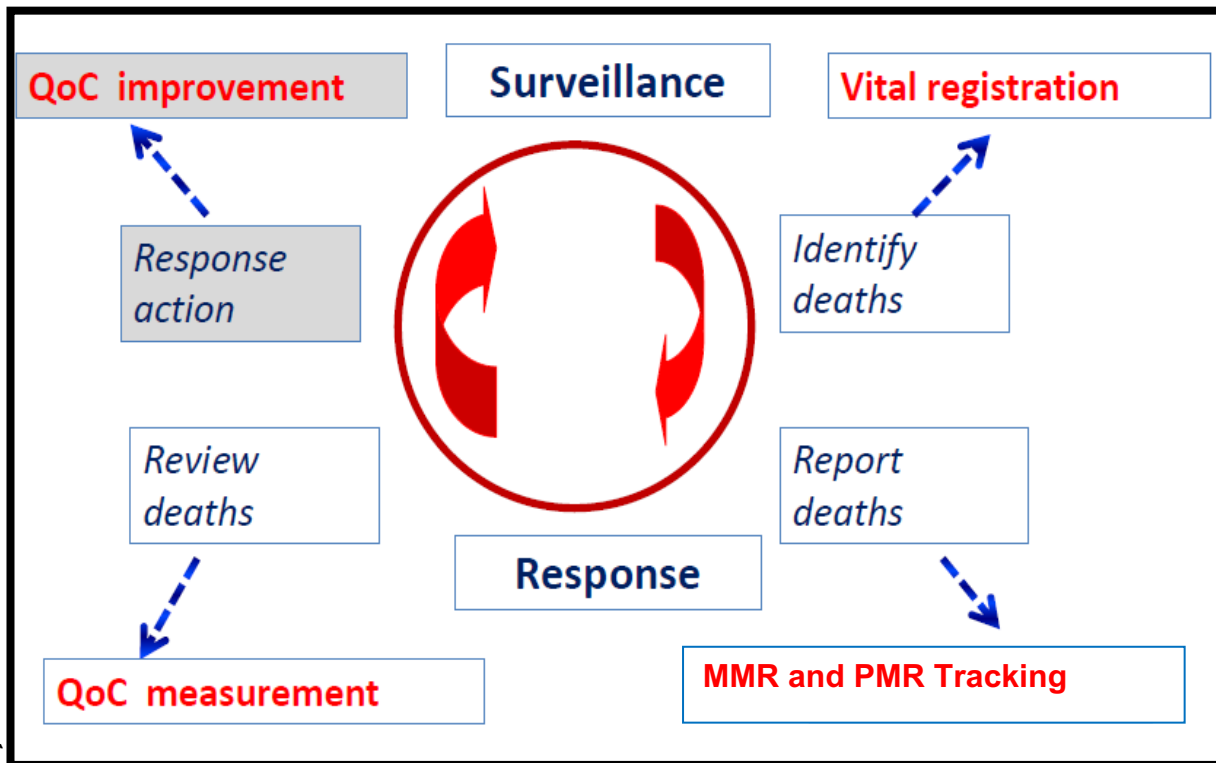 QoC improvement
Surveillance
Vital registration
Response
action
Identify
deaths
Review
deaths
Report
deaths
Response
QoC measurement
MMR and PMR Tracking